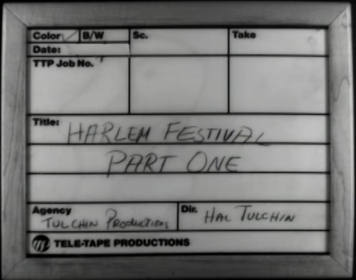 Color ✓ B/W Sc. Take
Date:
TTP Job No.
Title: HARLEM FESTIVAL
PART ONE
Agency Dir.
TULCHIN PRODUCTIONS HAL TULCHIN
TELE-TAPE PRODUCTIONS